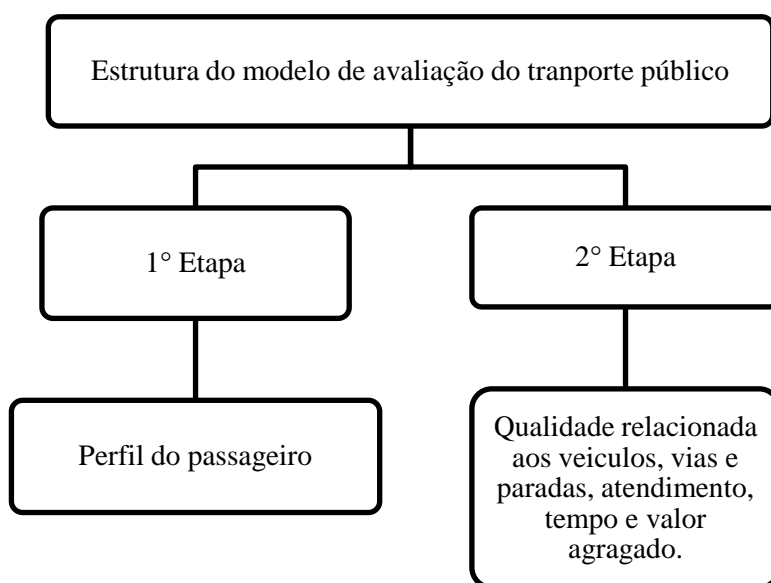 Estrutura do modelo de avaliação do tranporte público
1° Etapa
2° Etapa
Perfil do passageiro
Qualidade relacionada
aos veiculos, vias e
paradas, atendimento,
tempo e valor
agragado.